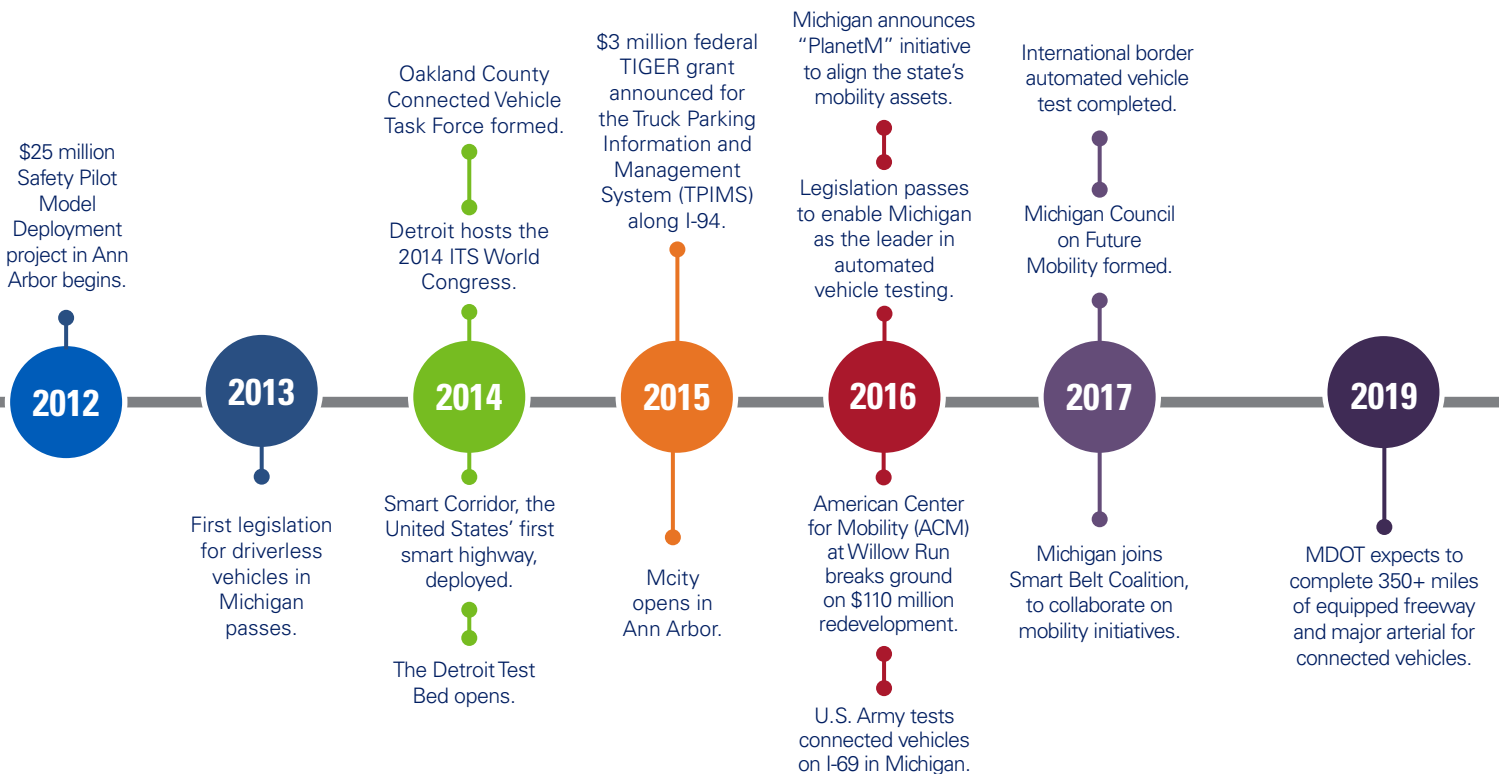 $25 million
Safety Pilot
Model
Deployment
project in Ann
Arbor begins.
2012
2013
First legislation
for driverless
vehicles in
Michigan
passes.
Oakland County
Connected Vehicle
Task Force formed.
Detroit hosts the
2014 ITS World
Congress.
2014
Smart Corridor, the
United States’ first
smart highway,
deployed.
The Detroit Test
Bed opens.
$3 million federal
TIGER grant
announced for
the Truck Parking
Information and
Management
System (TPIMS)
along I-94.
2015
Mcity
opens in
Ann Arbor.
Michigan announces
“PlanetM” initiative
to align the state’s
mobility assets.
Legislation passes
to enable Michigan
as the leader in
automated
vehicle testing.
2016
American Center
for Mobility (ACM)
at Willow Run
breaks ground
on $110 million
redevelopment.
U.S. Army tests
connected vehicles
on I-69 in Michigan.
International border
automated vehicle
test completed.
Michigan Council
on Future
Mobility formed.
2017
Michigan joins
Smart Belt Coalition,
to collaborate on
mobility initiatives.
2019
MDOT expects to
complete 350+ miles
of equipped freeway
and major arterial for
connected vehicles.